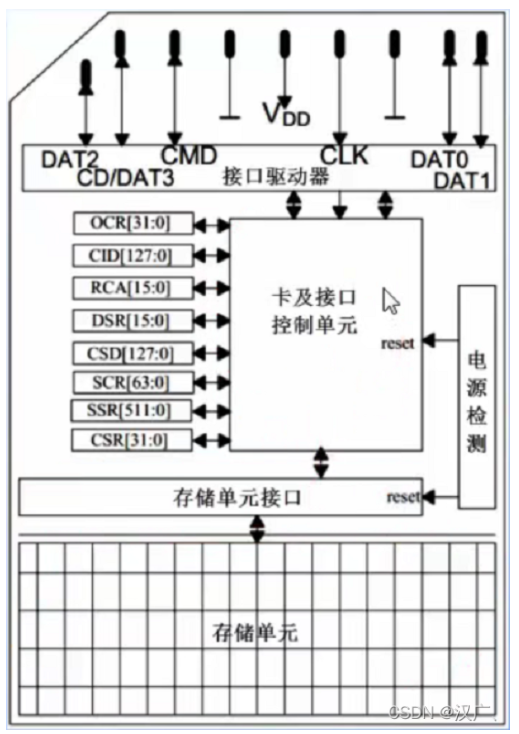 VDD
DAT2
CMD
CLK
DAT0
CD/DAT3
接口驱动器
DAT1
OCR[31:0]
CID[127:0]
RCA[15:0]
DSR[15:0]
CSD[127:0]
SCR[63:0]
SSR[511:0]
CSR[31:0]
卡及接口
控制单元
reset
电源检测
存储单元接口
reset
存储单元
CSDN @汉广、